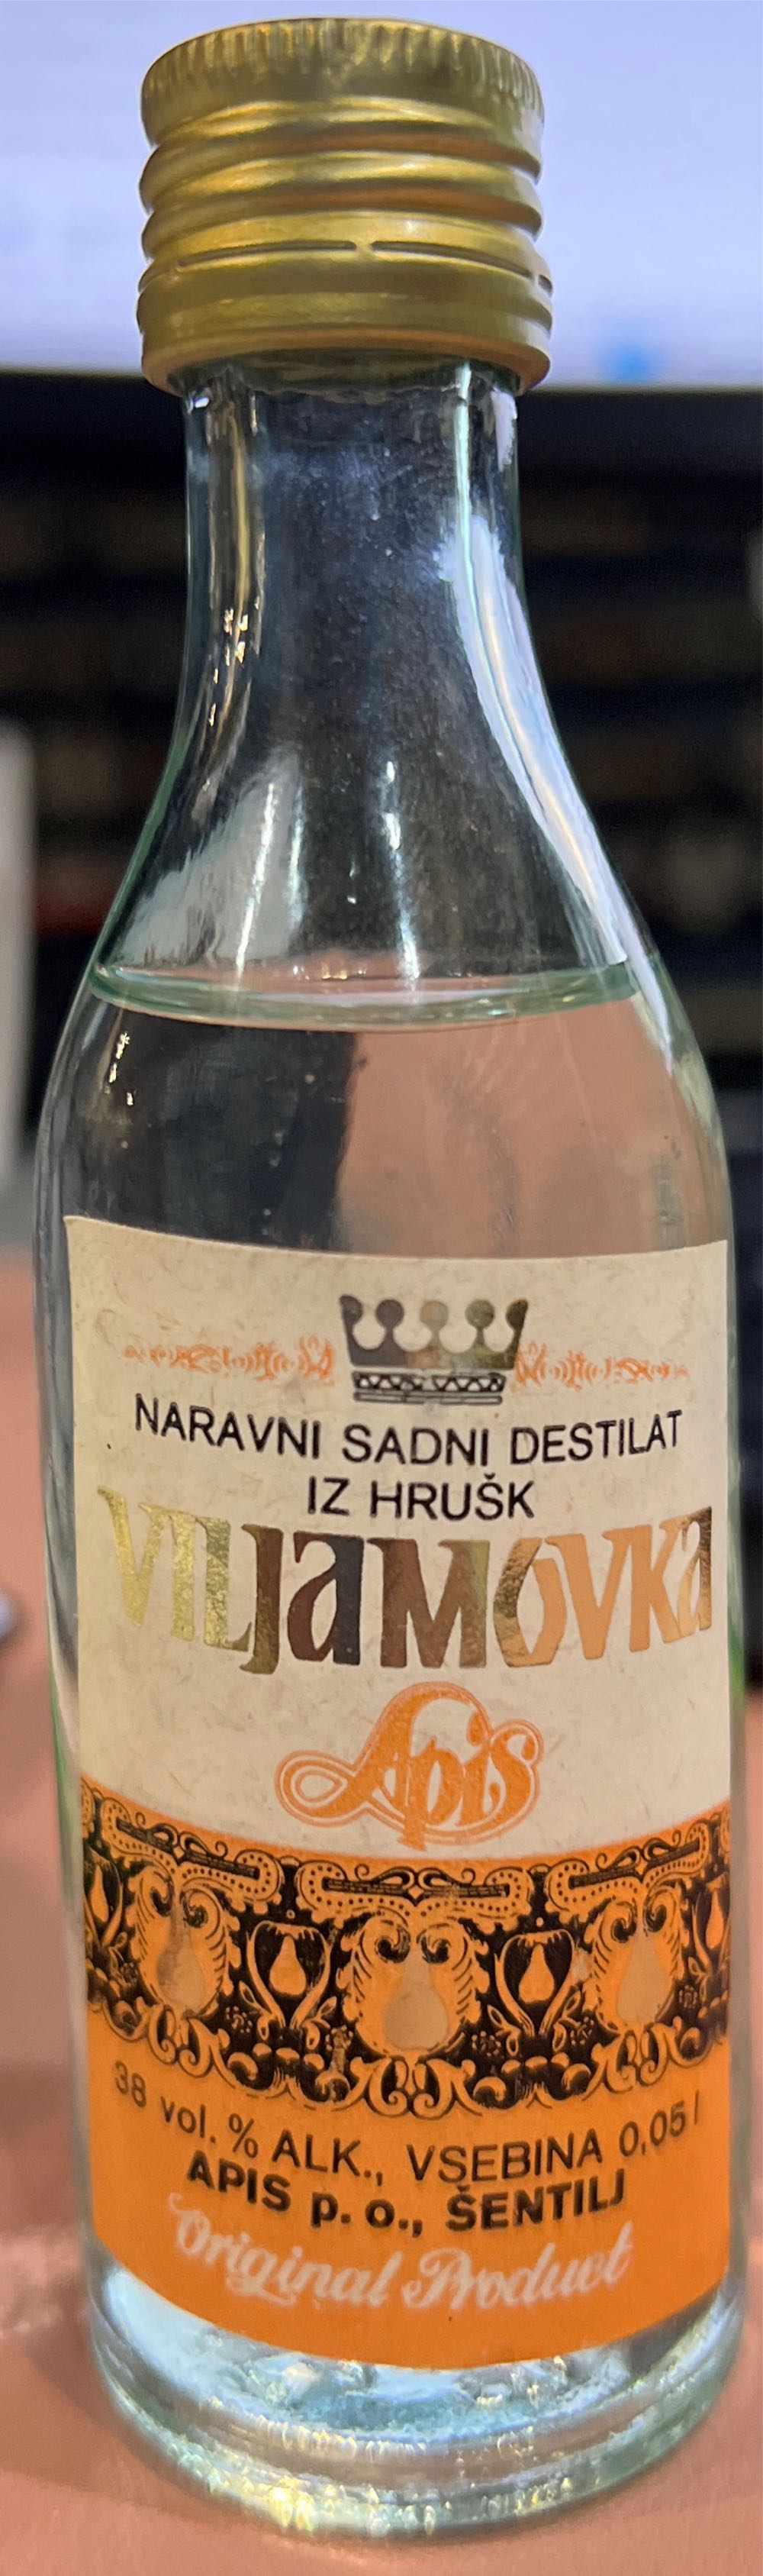 NARAVNI SADNI DESTILAT
IZ HRUŠK
VILJAMOVKA
Apis
38 vol. % ALK., VSEBINA 0,05 l
APIS p. o., ŠENTILJ
Original Product